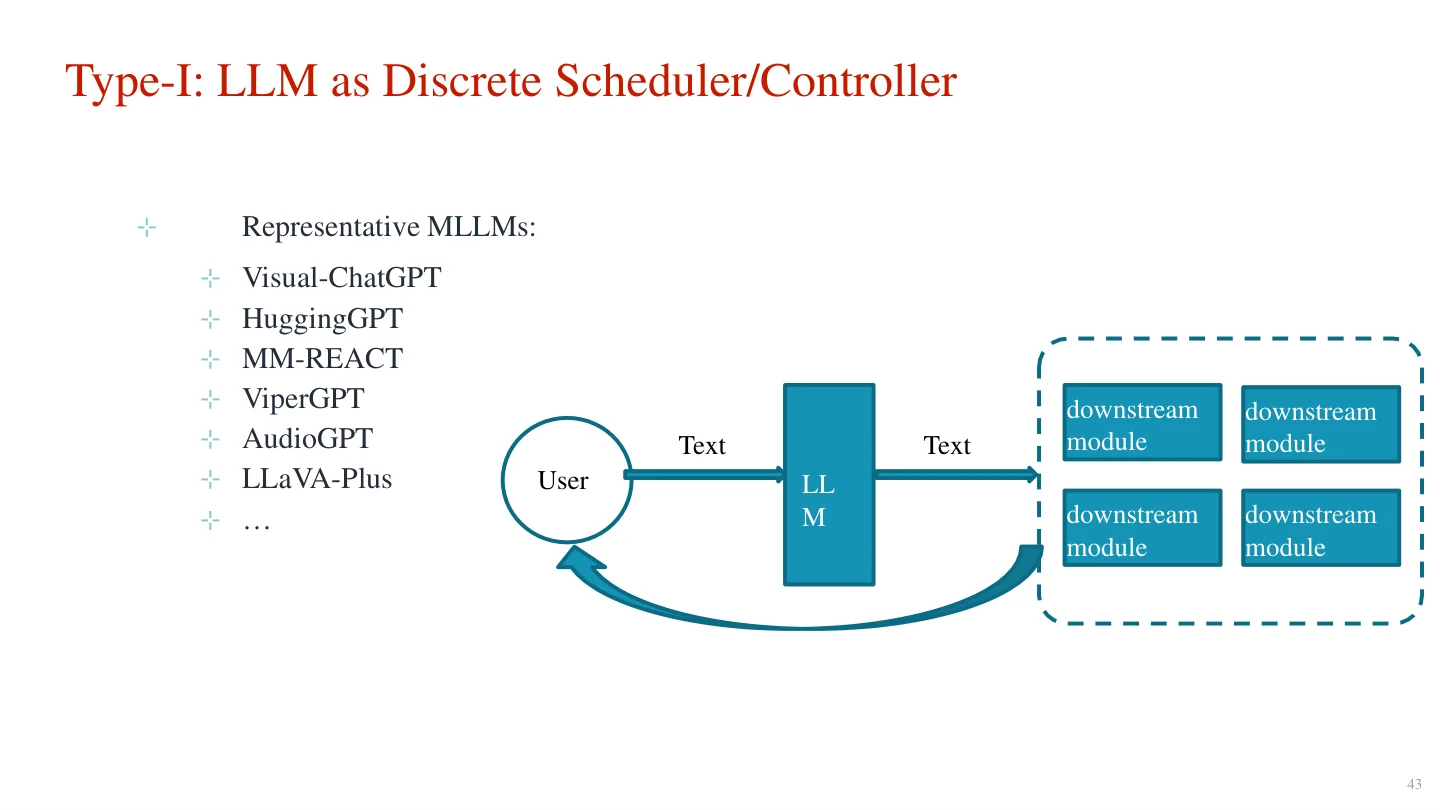 Type-I: LLM as Discrete Scheduler/Controller
Representative MLLMs:
Visual-ChatGPT
HuggingGPT
MM-REACT
ViperGPT
AudioGPT
LLaVA-Plus
…
User
Text
LL
M
Text
downstream
module
downstream
module
downstream
module
downstream
module
43